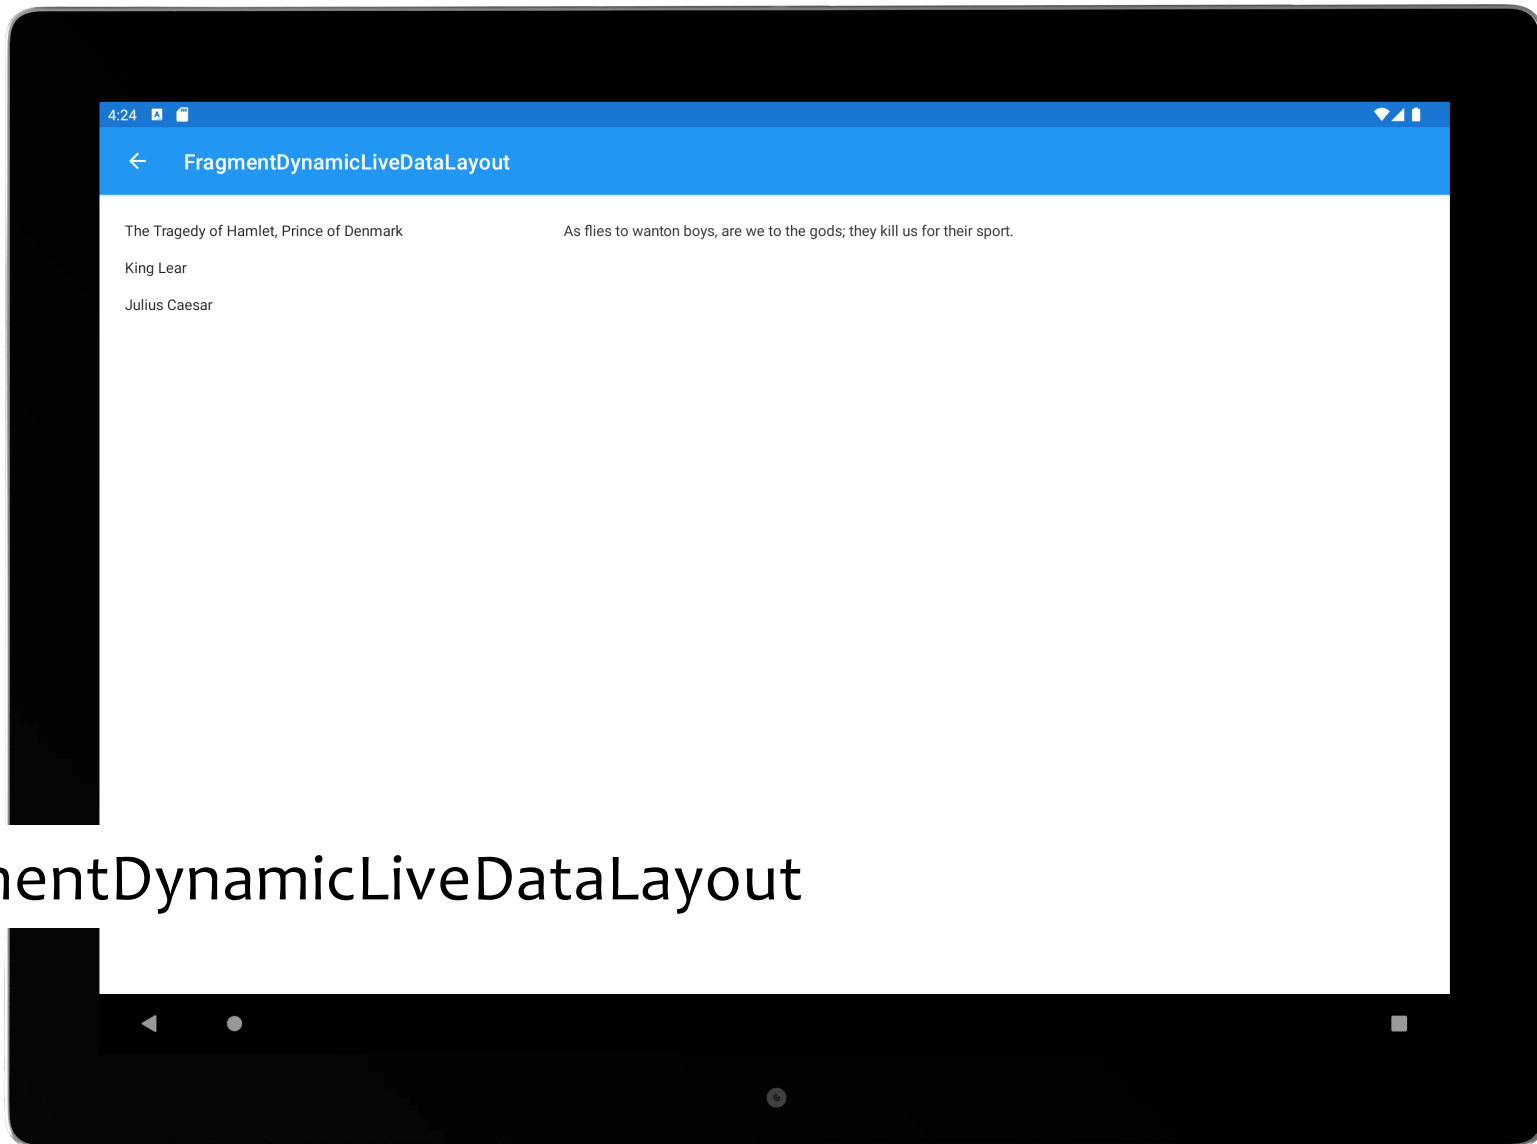 4:24
FragmentDynamicLiveDataLayout
The Tragedy of Hamlet, Prince of Denmark
As flies to wanton boys, are we to the gods; they kill us for their sport.
King Lear
Julius Caesar
mentDynamicLiveDataLayout